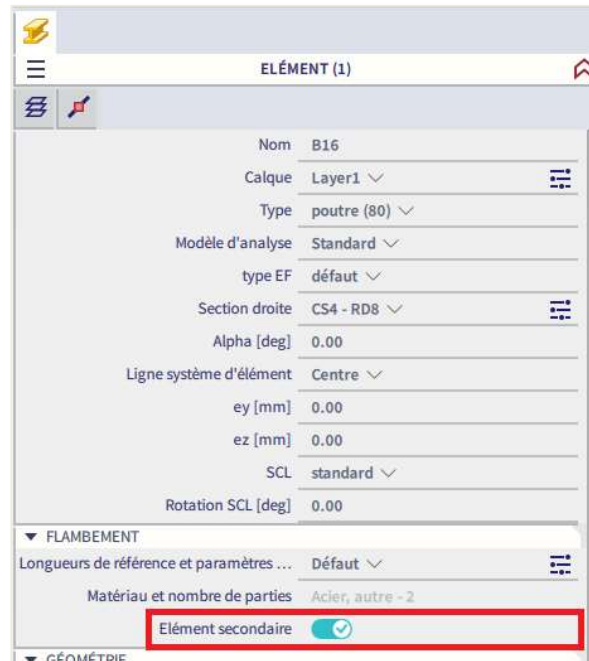 ELÉMENT (1)
Nom B16
Calque Layer1
Type poutre (80)
Modèle d'analyse Standard
type EF défaut
Section droite CS4 - RD8
Alpha [deg] 0.00
Ligne système d'élément Centre
ey [mm] 0.00
ez [mm] 0.00
SCL standard
Rotation SCL [deg] 0.00
FLAMBEMENT
Longueurs de référence et paramètres ... Défaut
Matériau et nombre de parties Acier, autre - 2
Elément secondaire
GÉOMÉTRIE